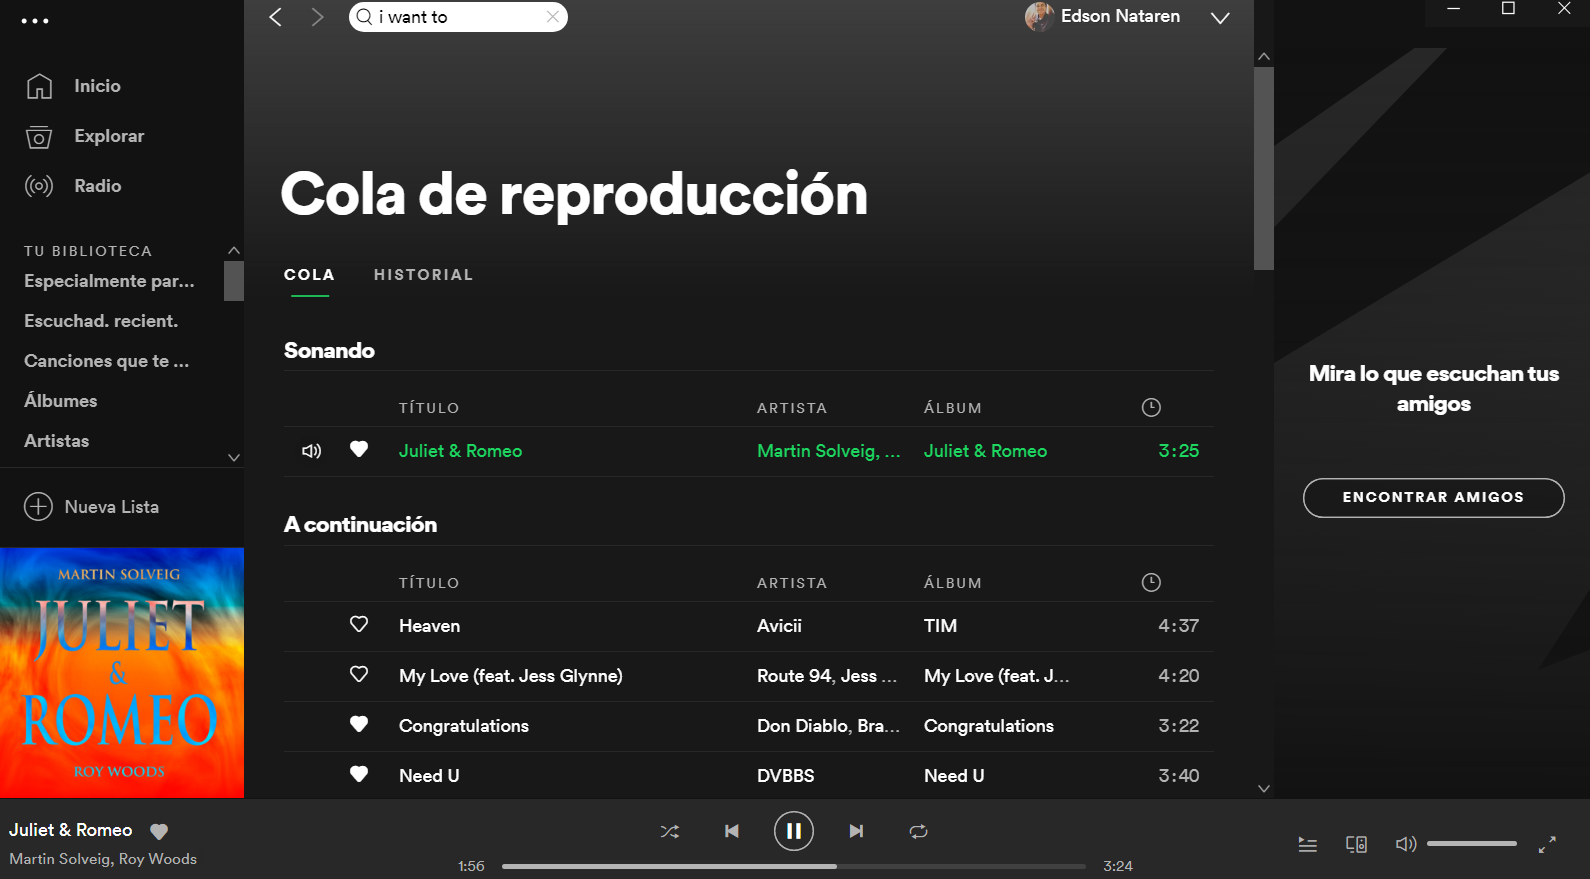 i want to
Edson Nataren
Inicio
Explorar
Radio
TU BIBLIOTECA
Especialmente par...
Escuchad. recient.
Canciones que te ...
Álbumes
Artistas
Nueva Lista
MARTIN SOLVEIG
JULIET
&
ROMEO
ROY WOODS
Cola de reproducción
COLA HISTORIAL
Sonando
TÍTULO ARTISTA ÁLBUM
Juliet & Romeo Martin Solveig, ... Juliet & Romeo 3:25
A continuación
TÍTULO ARTISTA ÁLBUM
Heaven Avicii TIM 4:37
My Love (feat. Jess Glynne) Route 94, Jess ... My Love (feat. J... 4:20
Congratulations Don Diablo, Bra... Congratulations 3:22
Need U DVBBS Need U 3:40
Mira lo que escuchan tus
amigos
ENCONTRAR AMIGOS
Juliet & Romeo
Martin Solveig, Roy Woods
1:56 3:24